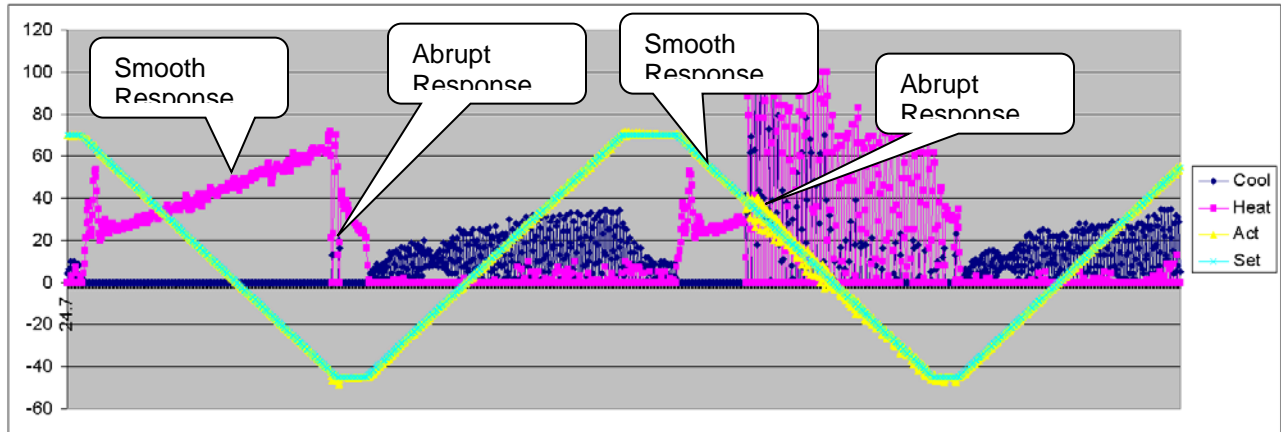 120
100
80
60
40
20
0
-20
-40
-60
24.7
Smooth
Response
Abrupt
Response
Smooth
Response
Abrupt
Response
Cool
Heat
Act
Set